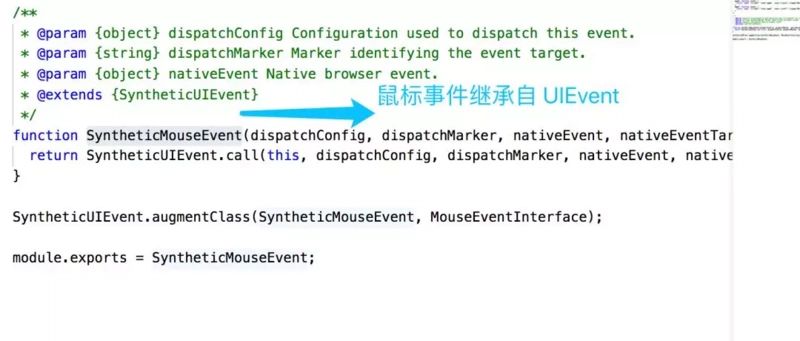 /**
* @param {object} dispatchConfig Configuration used to dispatch this event.
* @param {string} dispatchMarker Marker identifying the event target.
* @param {object} nativeEvent Native browser event.
* @extends {SyntheticUIEvent}
鼠标事件继承自 UIEvent
*/
function SyntheticMouseEvent(dispatchConfig, dispatchMarker, nativeEvent, nativeEventTar
return SyntheticUIEvent.call(this, dispatchConfig, dispatchMarker, nativeEvent, native
}
SyntheticUIEvent.augmentClass(SyntheticMouseEvent, MouseEventInterface);
module.exports = SyntheticMouseEvent;